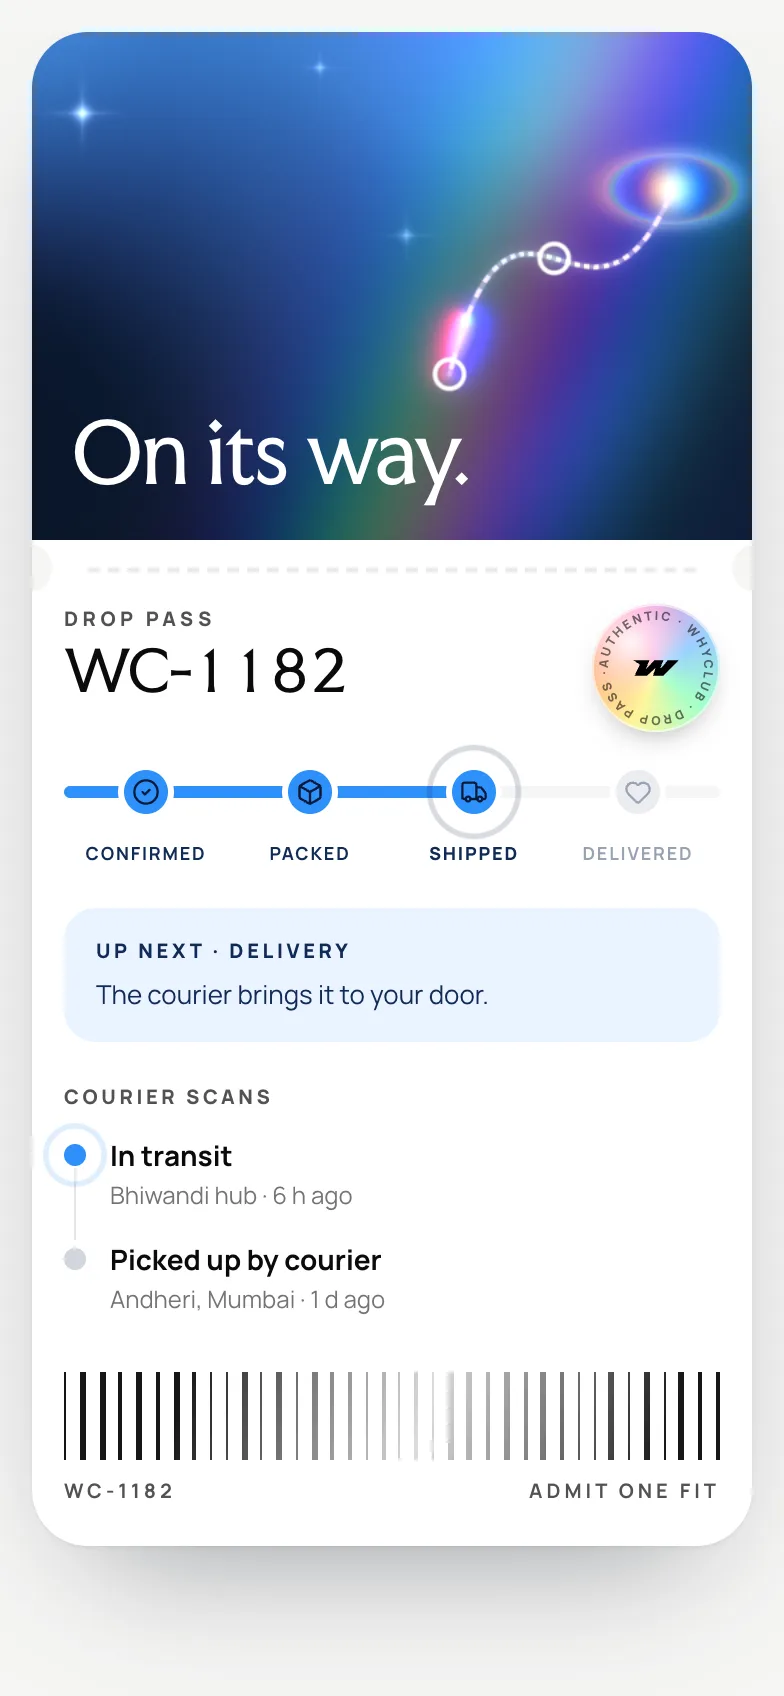 On its way.
DROP PASS
WC-1182
AUTHENTIC · WHYCLUB · DROP PASS ·
W
CONFIRMED
PACKED
SHIPPED
DELIVERED
UP NEXT · DELIVERY
The courier brings it to your door.
COURIER SCANS
In transit
Bhiwandi hub · 6 h ago
Picked up by courier
Andheri, Mumbai · 1 d ago
WC-1182
ADMIT ONE FIT